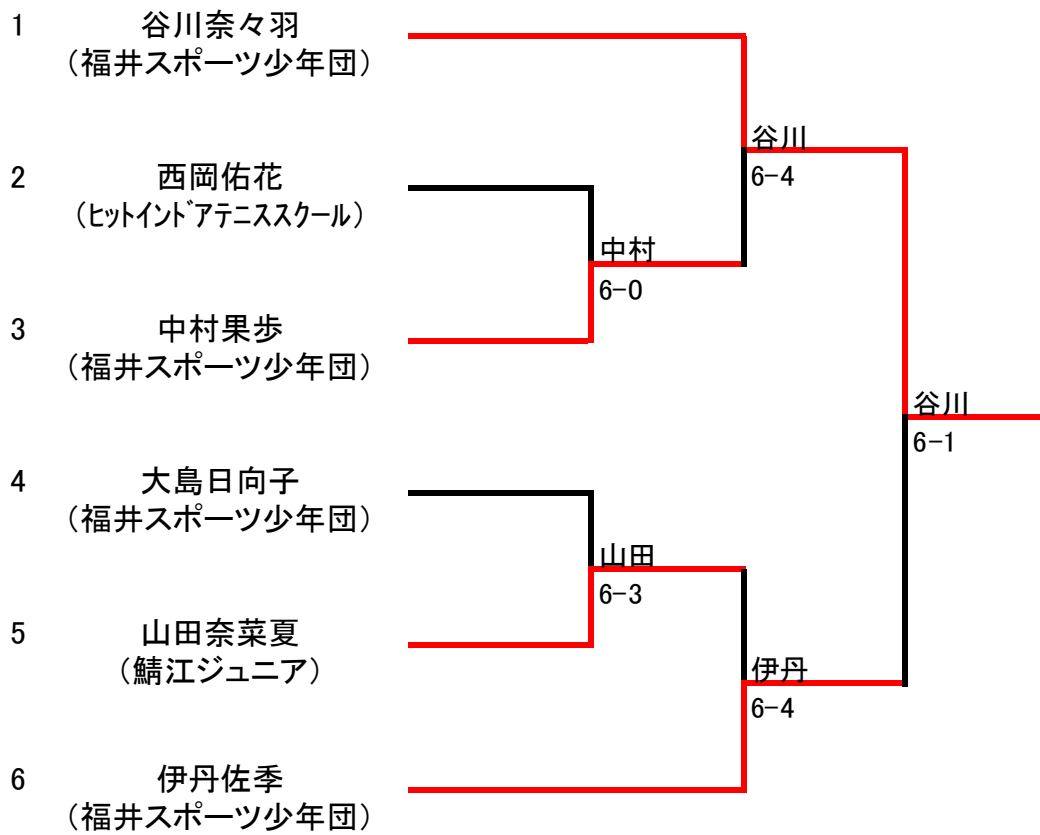 1 谷川奈々羽
（福井スポーツ少年団）
谷川
6-4
2 西岡佑花
（ﾋｯﾄｲﾝﾄﾞｱﾃﾆｽｽｸｰﾙ）
中村
6-0
3 中村果歩
（福井スポーツ少年団）
谷川
6-1
4 大島日向子
（福井スポーツ少年団）
山田
6-3
5 山田奈菜夏
（鯖江ジュニア）
伊丹
6-4
6 伊丹佐季
（福井スポーツ少年団）